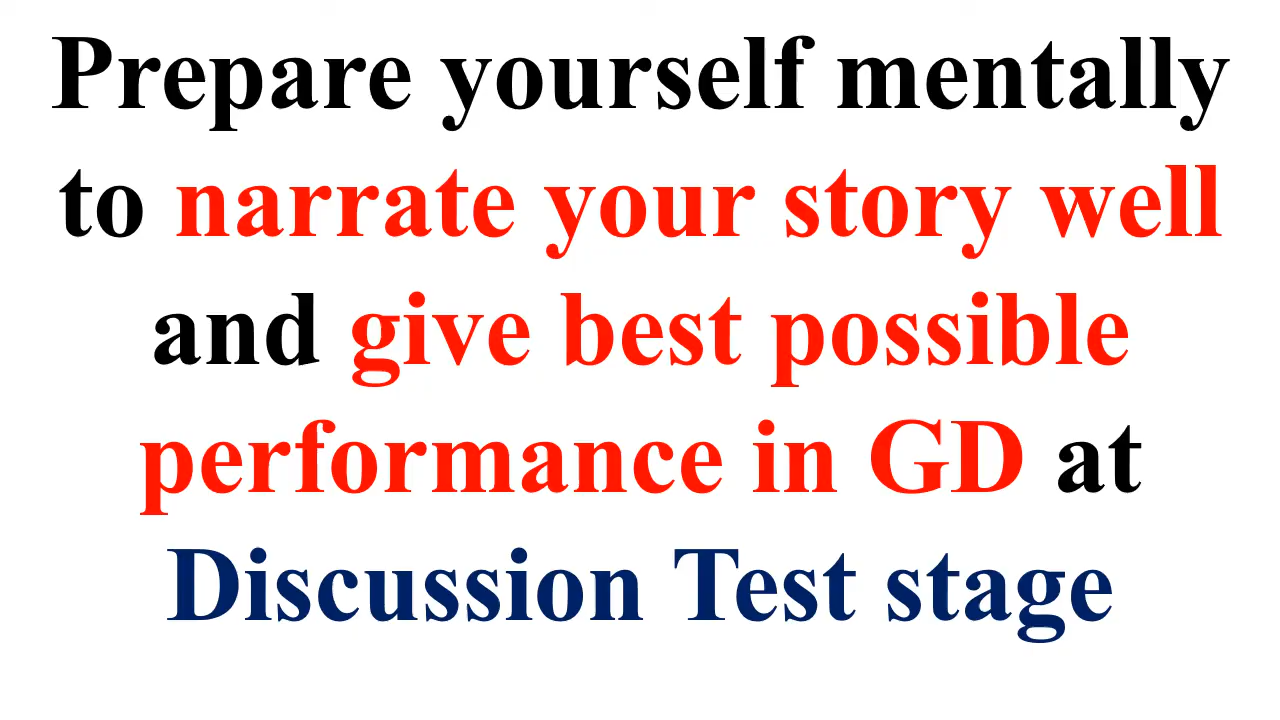 Prepare yourself mentally
to narrate your story well
and give best possible
performance in GD at
Discussion Test stage